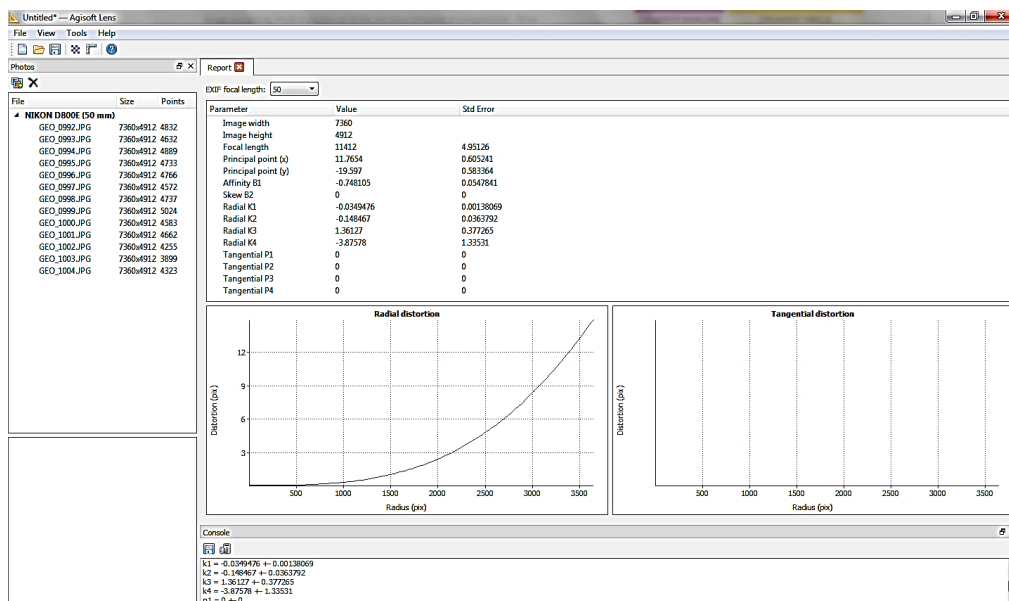 Untitled* — Agisoft Lens
File View Tools Help
Photos
File Size Points
NIKON D800E (50 mm)
GEO_0992.JPG 7360x4912 4832
GEO_0993.JPG 7360x4912 4632
GEO_0994.JPG 7360x4912 4889
GEO_0995.JPG 7360x4912 4733
GEO_0996.JPG 7360x4912 4766
GEO_0997.JPG 7360x4912 4572
GEO_0998.JPG 7360x4912 4737
GEO_0999.JPG 7360x4912 5024
GEO_1000.JPG 7360x4912 4583
GEO_1001.JPG 7360x4912 4662
GEO_1002.JPG 7360x4912 4255
GEO_1003.JPG 7360x4912 3899
GEO_1004.JPG 7360x4912 4323
Report
EXIF focal length: 50
Parameter Value Std Error
Image width 7360
Image height 4912
Focal length 11412 4.95126
Principal point (x) 11.7654 0.605241
Principal point (y) -19.597 0.583364
Affinity B1 -0.748105 0.0547841
Skew B2 0 0
Radial K1 -0.0349476 0.00138069
Radial K2 -0.148467 0.0363792
Radial K3 1.36127 0.377265
Radial K4 -3.87578 1.33531
Tangential P1 0 0
Tangential P2 0 0
Tangential P3 0 0
Tangential P4 0 0
Radial distortion
12
9
6
3
Distortion (pix)
500 1000 1500 2000 2500 3000 3500
Radius (pix)
Tangential distortion
Distortion (pix)
500 1000 1500 2000 2500 3000 3500
Radius (pix)
Console
k1 = -0.0349476 +- 0.00138069
k2 = -0.148467 +- 0.0363792
k3 = 1.36127 +- 0.377265
k4 = -3.87578 +- 1.33531
p1 = 0 +- 0